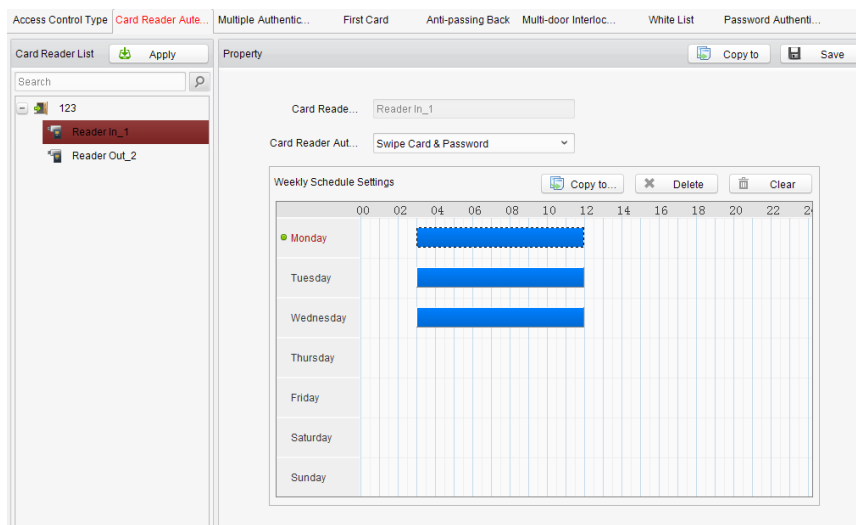 Access Control Type Card Reader Aute... Multiple Authentic... First Card Anti-passing Back Multi-door Interloc... White List Password Authenti...
Card Reader List Apply Property Copy to Save
Search
123
Reader In_1
Reader Out_2
Card Reade... Reader In_1
Card Reader Aut... Swipe Card & Password
Weekly Schedule Settings Copy to... Delete Clear
00 02 04 06 08 10 12 14 16 18 20 22 2
Monday
Tuesday
Wednesday
Thursday
Friday
Saturday
Sunday